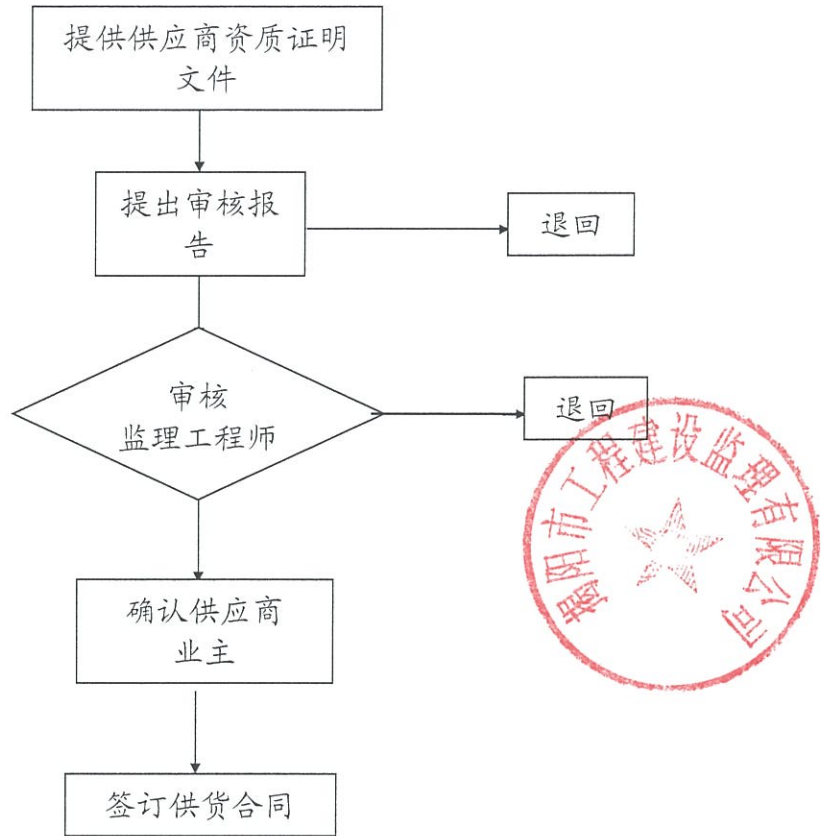 提供供应商资质证明
文件
提出审核报
告
退回
审核
监理工程师
退回
揭阳市工程建设监理有限公司
确认供应商
业主
签订供货合同